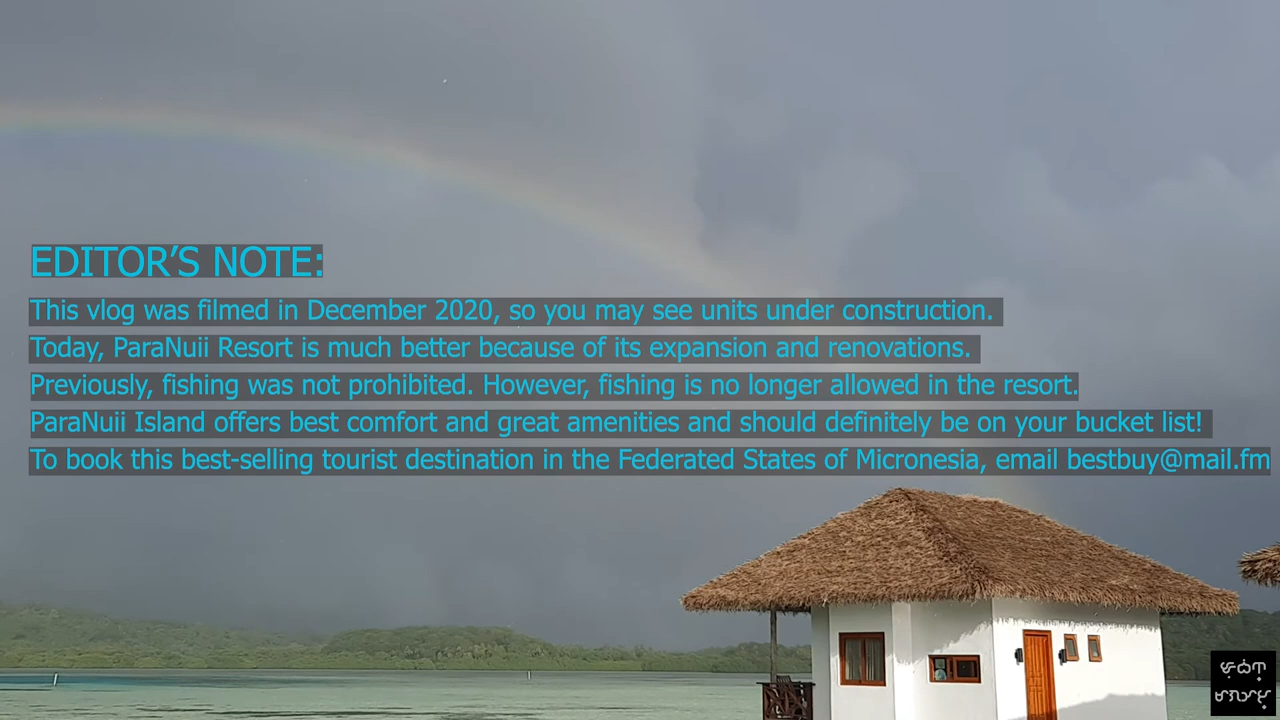 EDITOR’S NOTE:
This vlog was filmed in December 2020, so you may see units under construction.
Today, ParaNuii Resort is much better because of its expansion and renovations.
Previously, fishing was not prohibited. However, fishing is no longer allowed in the resort.
ParaNuii Island offers best comfort and great amenities and should definitely be on your bucket list!
To book this best-selling tourist destination in the Federated States of Micronesia, email bestbuy@mail.fm